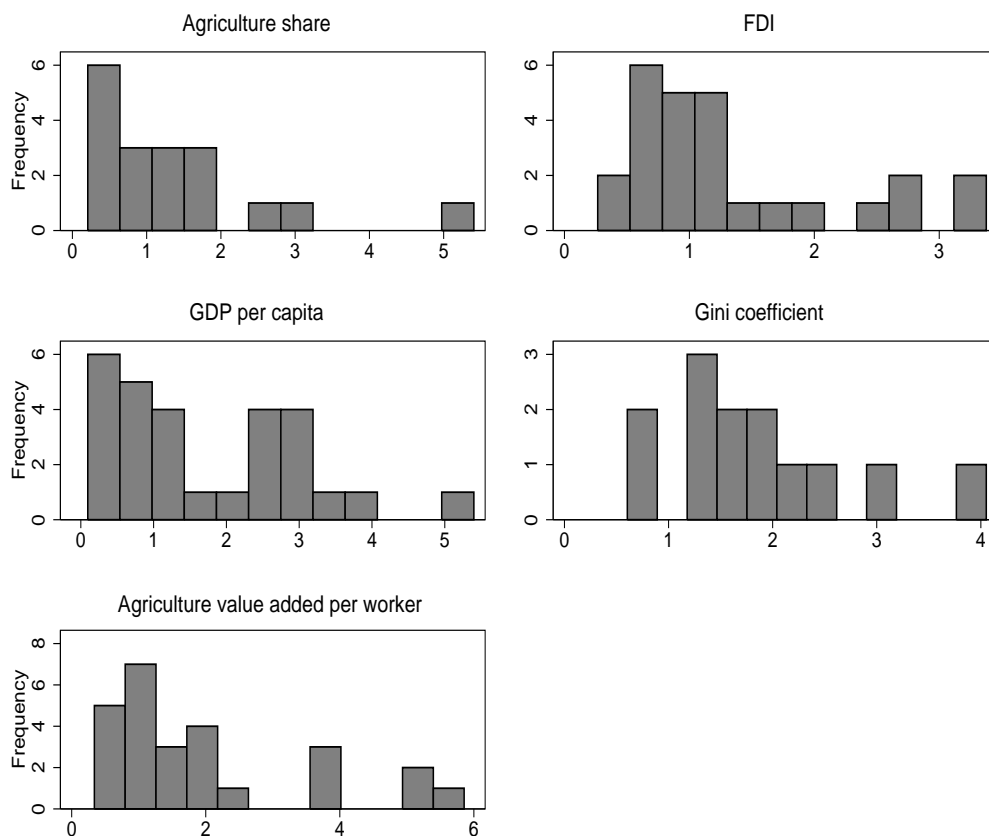 Agriculture share
Frequency
0 2 4 6
0 1 2 3 4 5
FDI
0 2 4 6
0 1 2 3
GDP per capita
Frequency
0 2 4 6
0 1 2 3 4 5
Gini coefficient
0 1 2 3
0 1 2 3 4
Agriculture value added per worker
Frequency
0 2 4 6 8
0 2 4 6